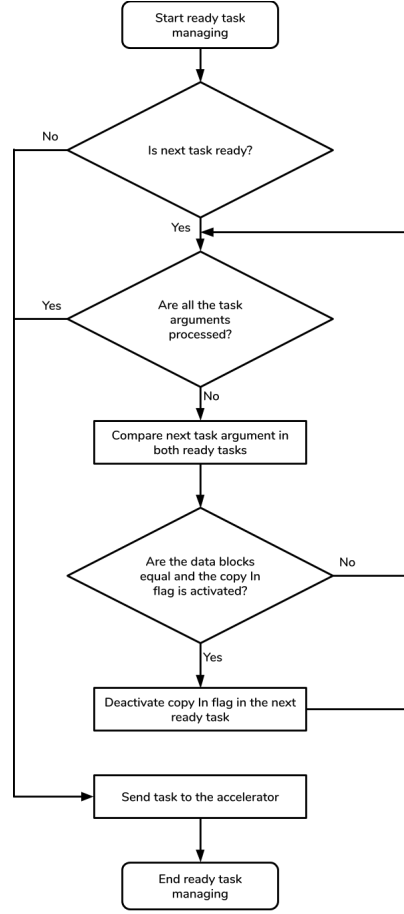 Start ready task
managing
No
Is next task ready?
Yes
Yes
Are all the task
arguments
processed?
No
Compare next task argument in
both ready tasks
Are the data blocks
equal and the copy In
flag is activated?
No
Yes
Deactivate copy In flag in the next
ready task
Send task to the accelerator
End ready task
managing